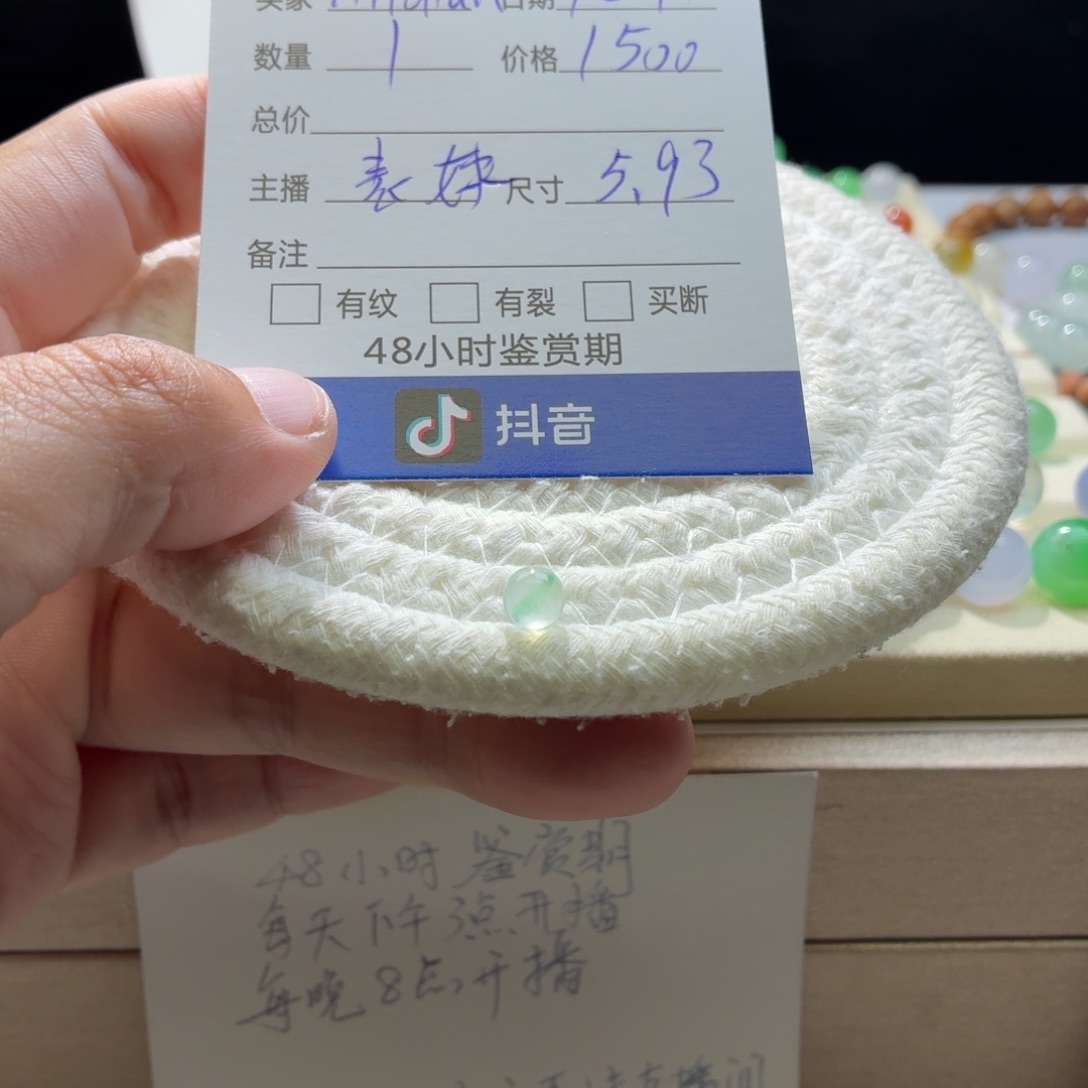 数量 1 价格 1500
总价
主播 表妹 尺寸 5.93
备注
有纹 有裂 买断
48小时鉴赏期
抖音
48小时鉴赏期
每天下午3点开播
每晚8点开播